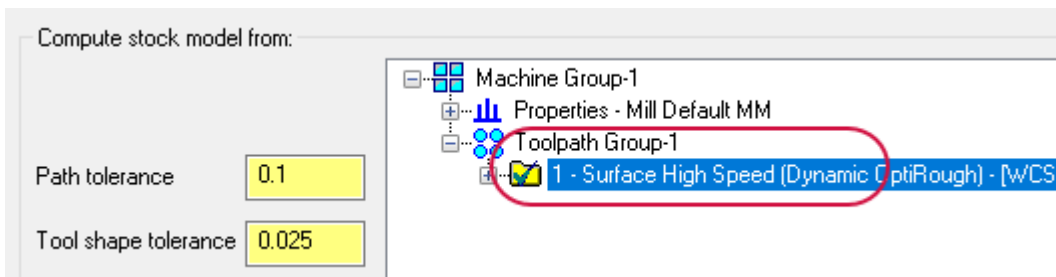 Compute stock model from:
Machine Group-1
Properties - Mill Default MM
Toolpath Group-1
Path tolerance 0.1
1 - Surface High Speed (Dynamic OptiRough) - [WCS
Tool shape tolerance 0.025